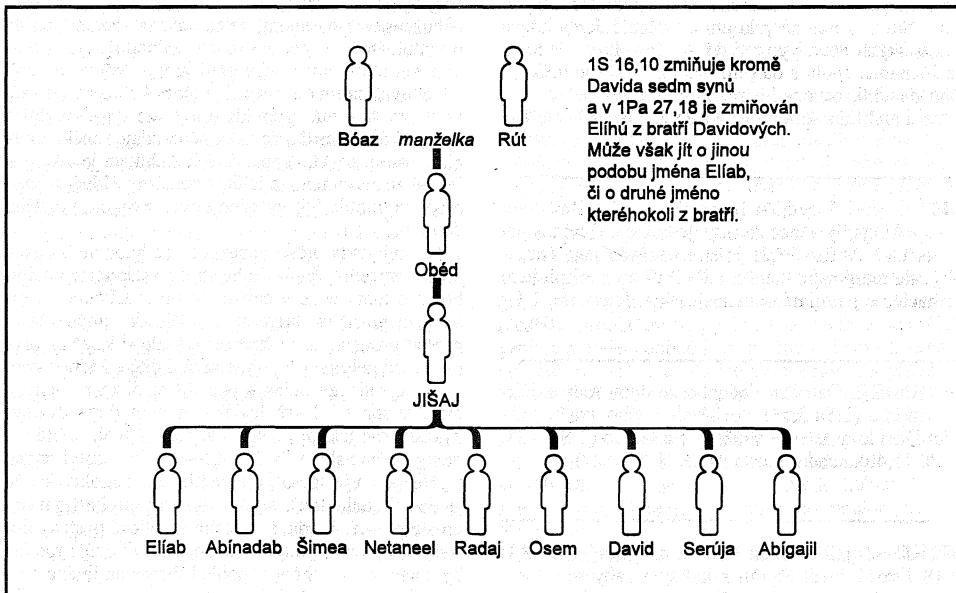 1S 16,10 zmiňuje kromě
Davida sedm synů
a v 1Pa 27,18 je zmiňován
Elíhú z bratří Davidových.
Může však jít o jinou
podobu jména Elíab,
či o druhé jméno
kteréhokoli z bratří.
Bóaz manželka Rút
Obéd
JIŠAJ
Elíab Abínadab Šimea Netaneel Radaj Osem David Serúja Abígajil